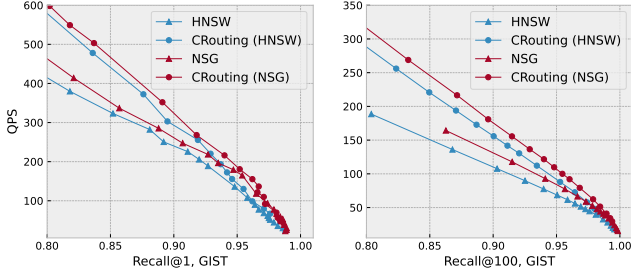 600
500
400
300
200
100
QPS
0.80
0.85
0.90
0.95
1.00
Recall@1, GIST
HNSW
CRouting (HNSW)
NSG
CRouting (NSG)
350
300
250
200
150
100
50
0.80
0.85
0.90
0.95
1.00
Recall@100, GIST
HNSW
CRouting (HNSW)
NSG
CRouting (NSG)